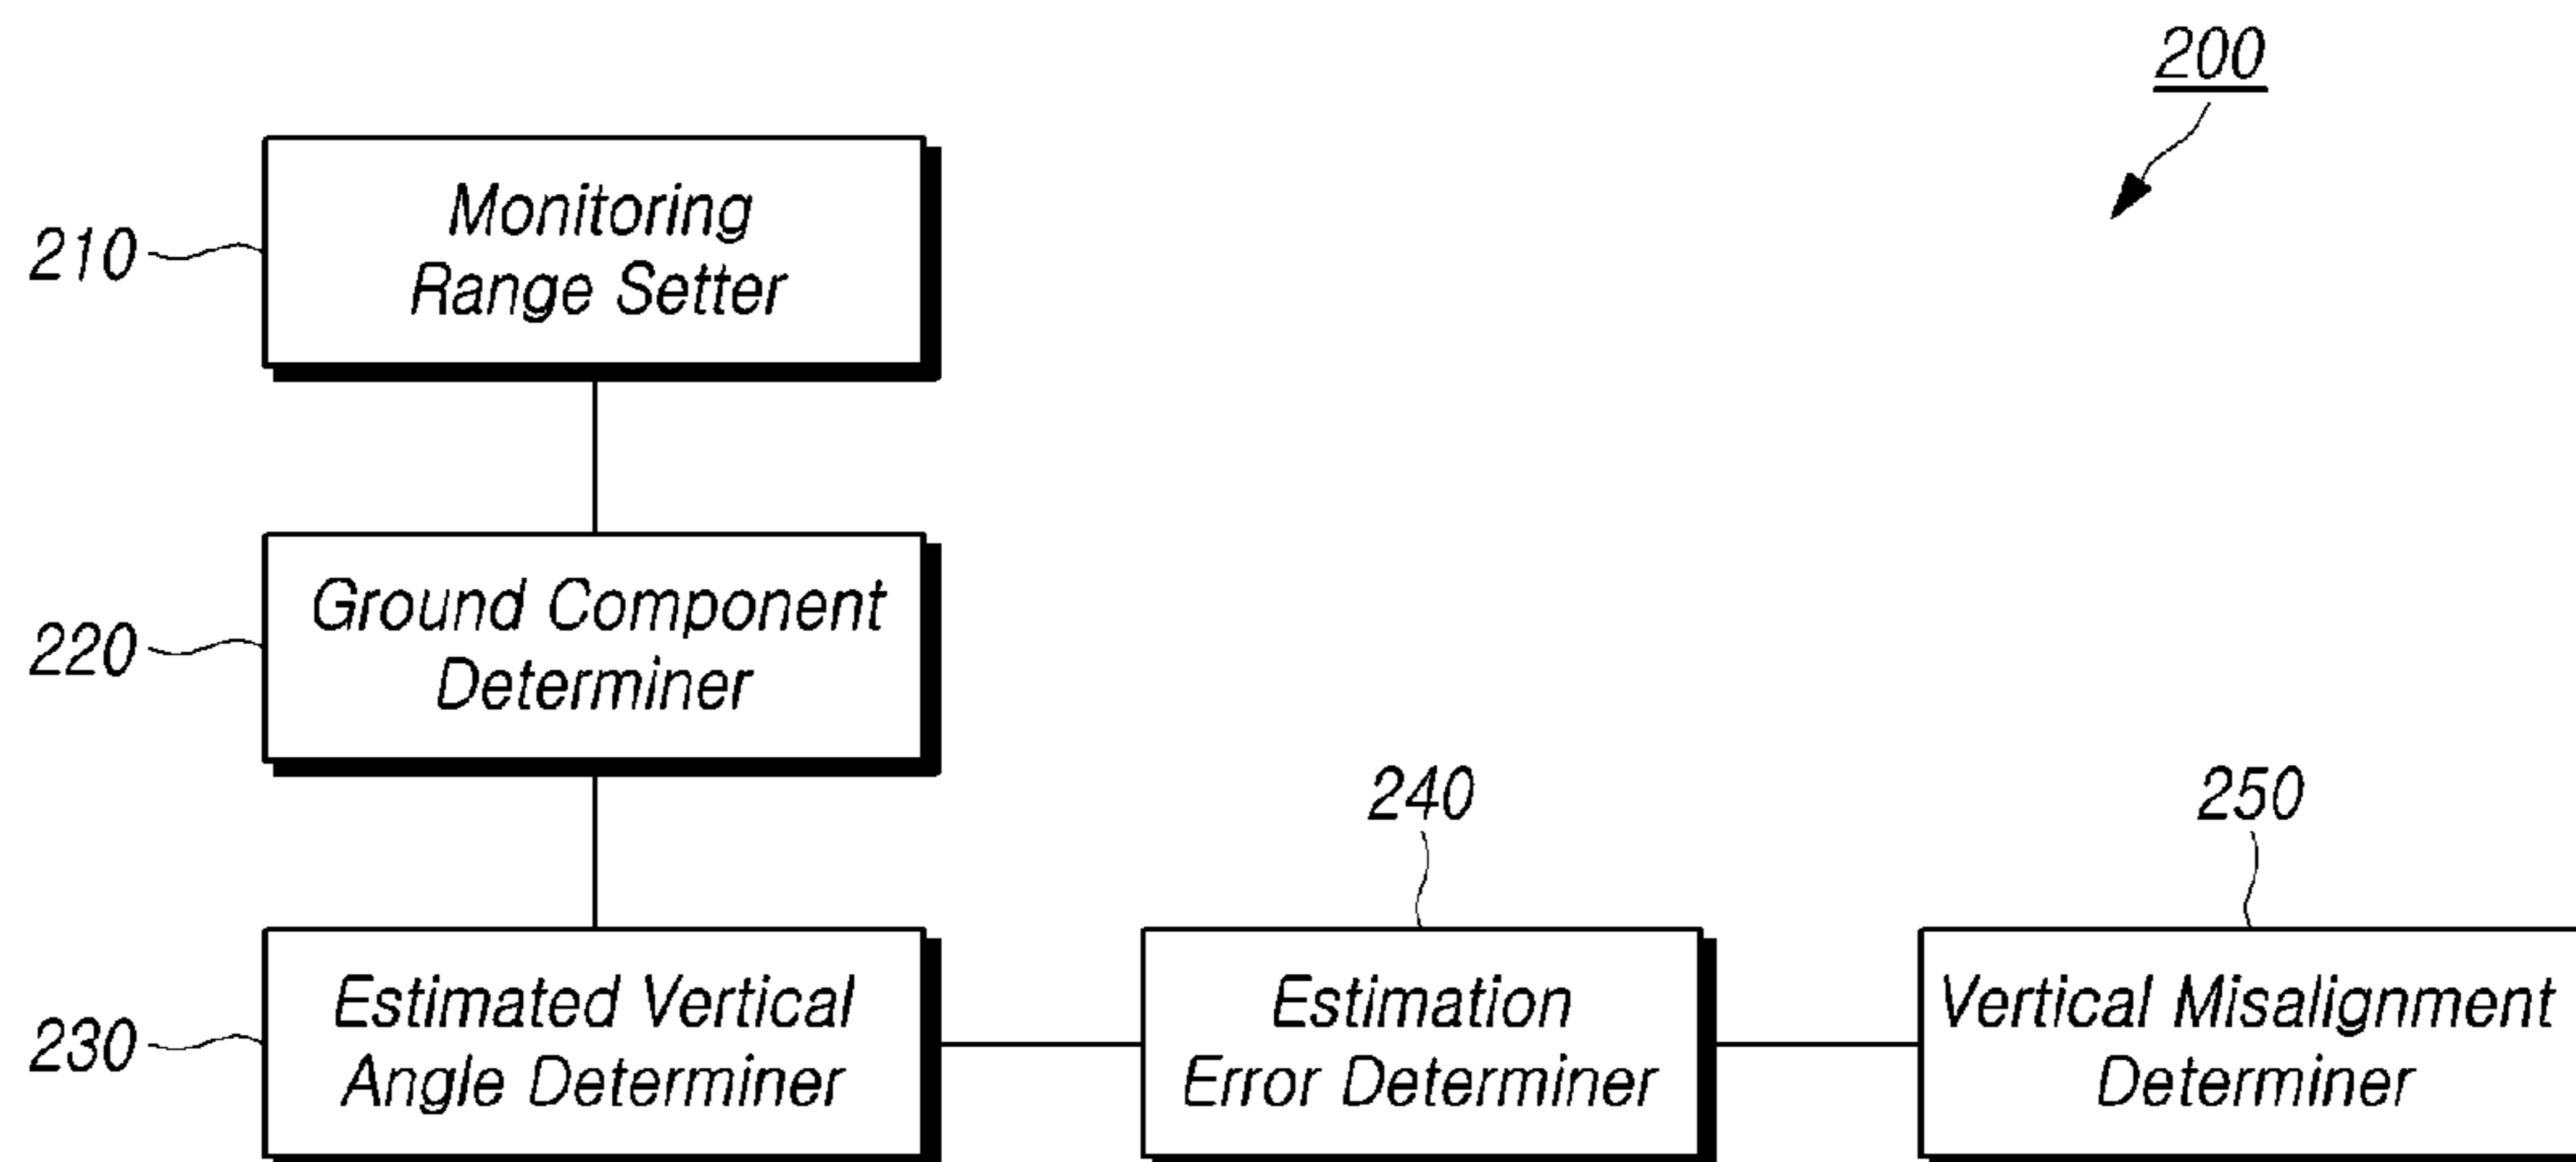 200
210
Monitoring
Range Setter
220
Ground Component
Determiner
240
250
230
Estimated Vertical
Angle Determiner
Estimation
Error Determiner
Vertical Misalignment
Determiner